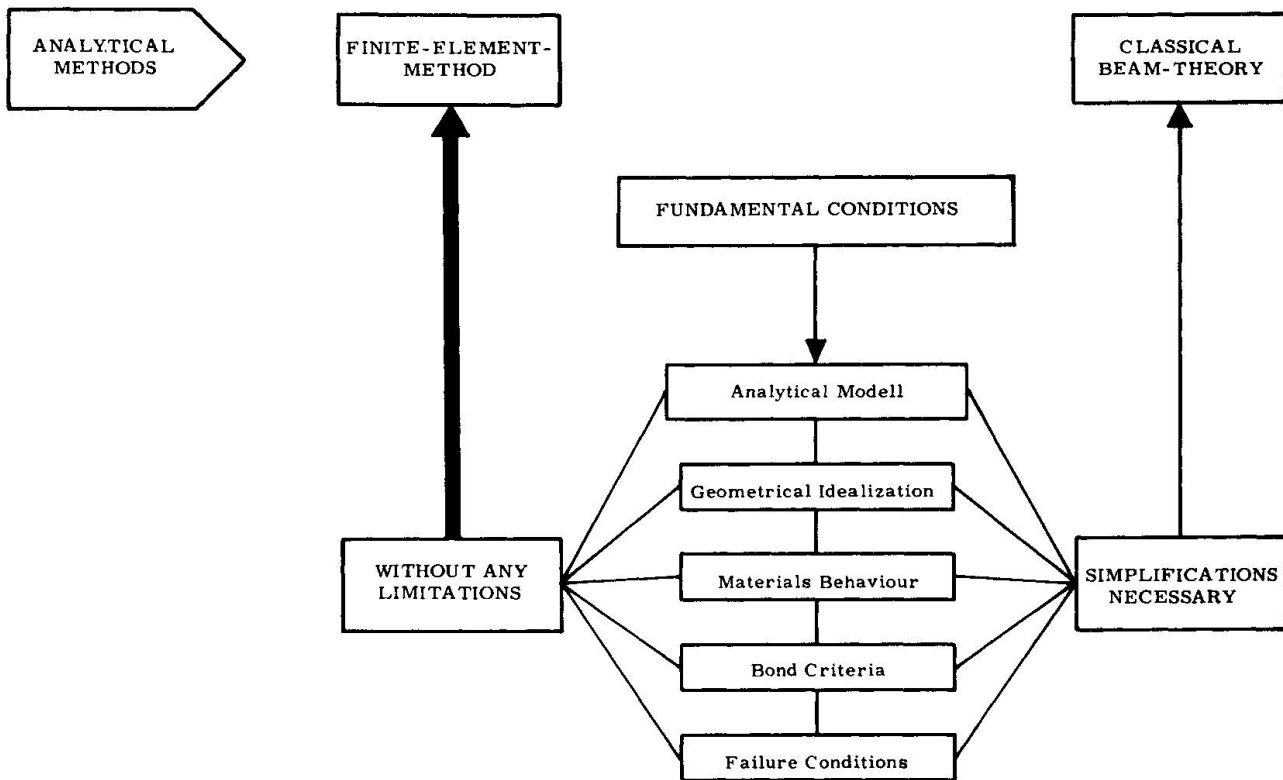 ANALYTICAL
METHODS
FINITE-ELEMENT-
METHOD
CLASSICAL
BEAM-THEORY
FUNDAMENTAL CONDITIONS
Analytical Modell
Geometrical Idealization
WITHOUT ANY
LIMITATIONS
Materials Behaviour
SIMPLIFICATIONS
NECESSARY
Bond Criteria
Failure Conditions